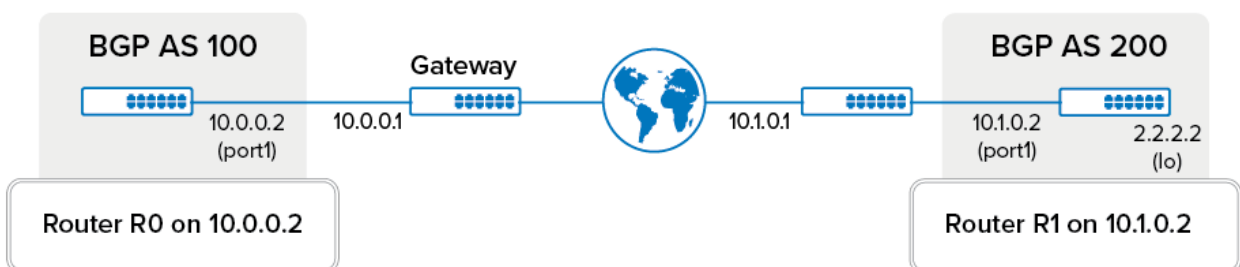 BGP AS 100
BGP AS 200
Gateway
10.0.0.2
(port1)
10.0.0.1
10.1.0.1
10.1.0.2
(port1)
2.2.2.2
(lo)
Router R0 on 10.0.0.2
Router R1 on 10.1.0.2